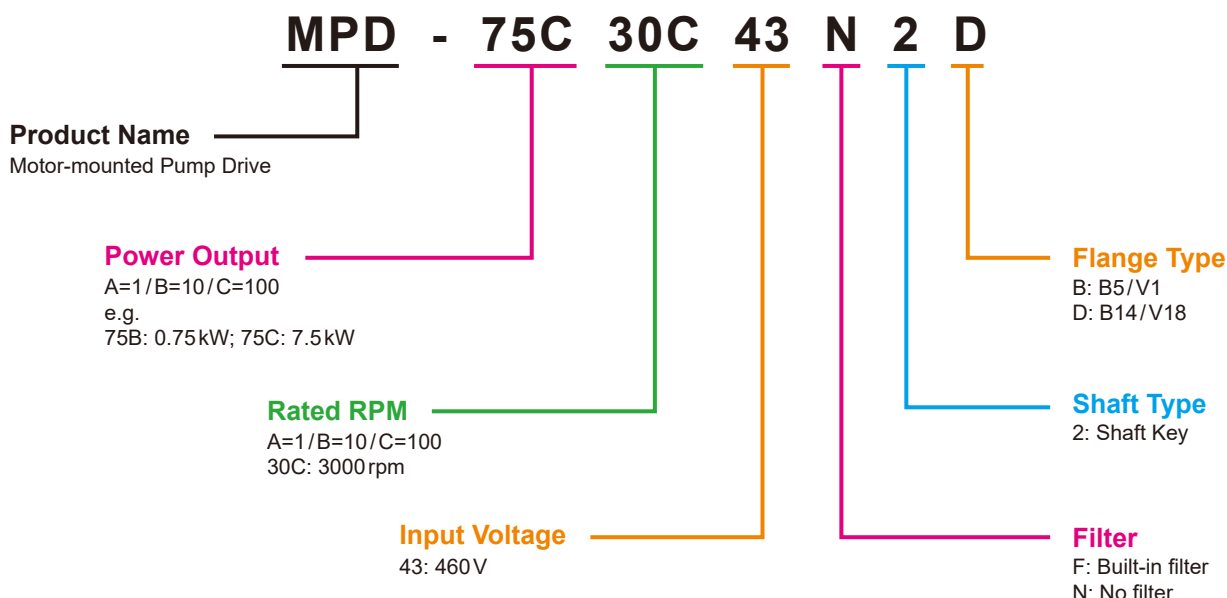 MPD - 75C 30C 43 N 2 D
Product Name
Motor-mounted Pump Drive
Power Output
A=1/B=10/C=100
e.g.
75B: 0.75kW; 75C: 7.5kW
Rated RPM
A=1/B=10/C=100
30C: 3000rpm
Input Voltage
43: 460V
Flange Type
B: B5/V1
D: B14/V18
Shaft Type
2: Shaft Key
Filter
F: Built-in filter
N: No filter